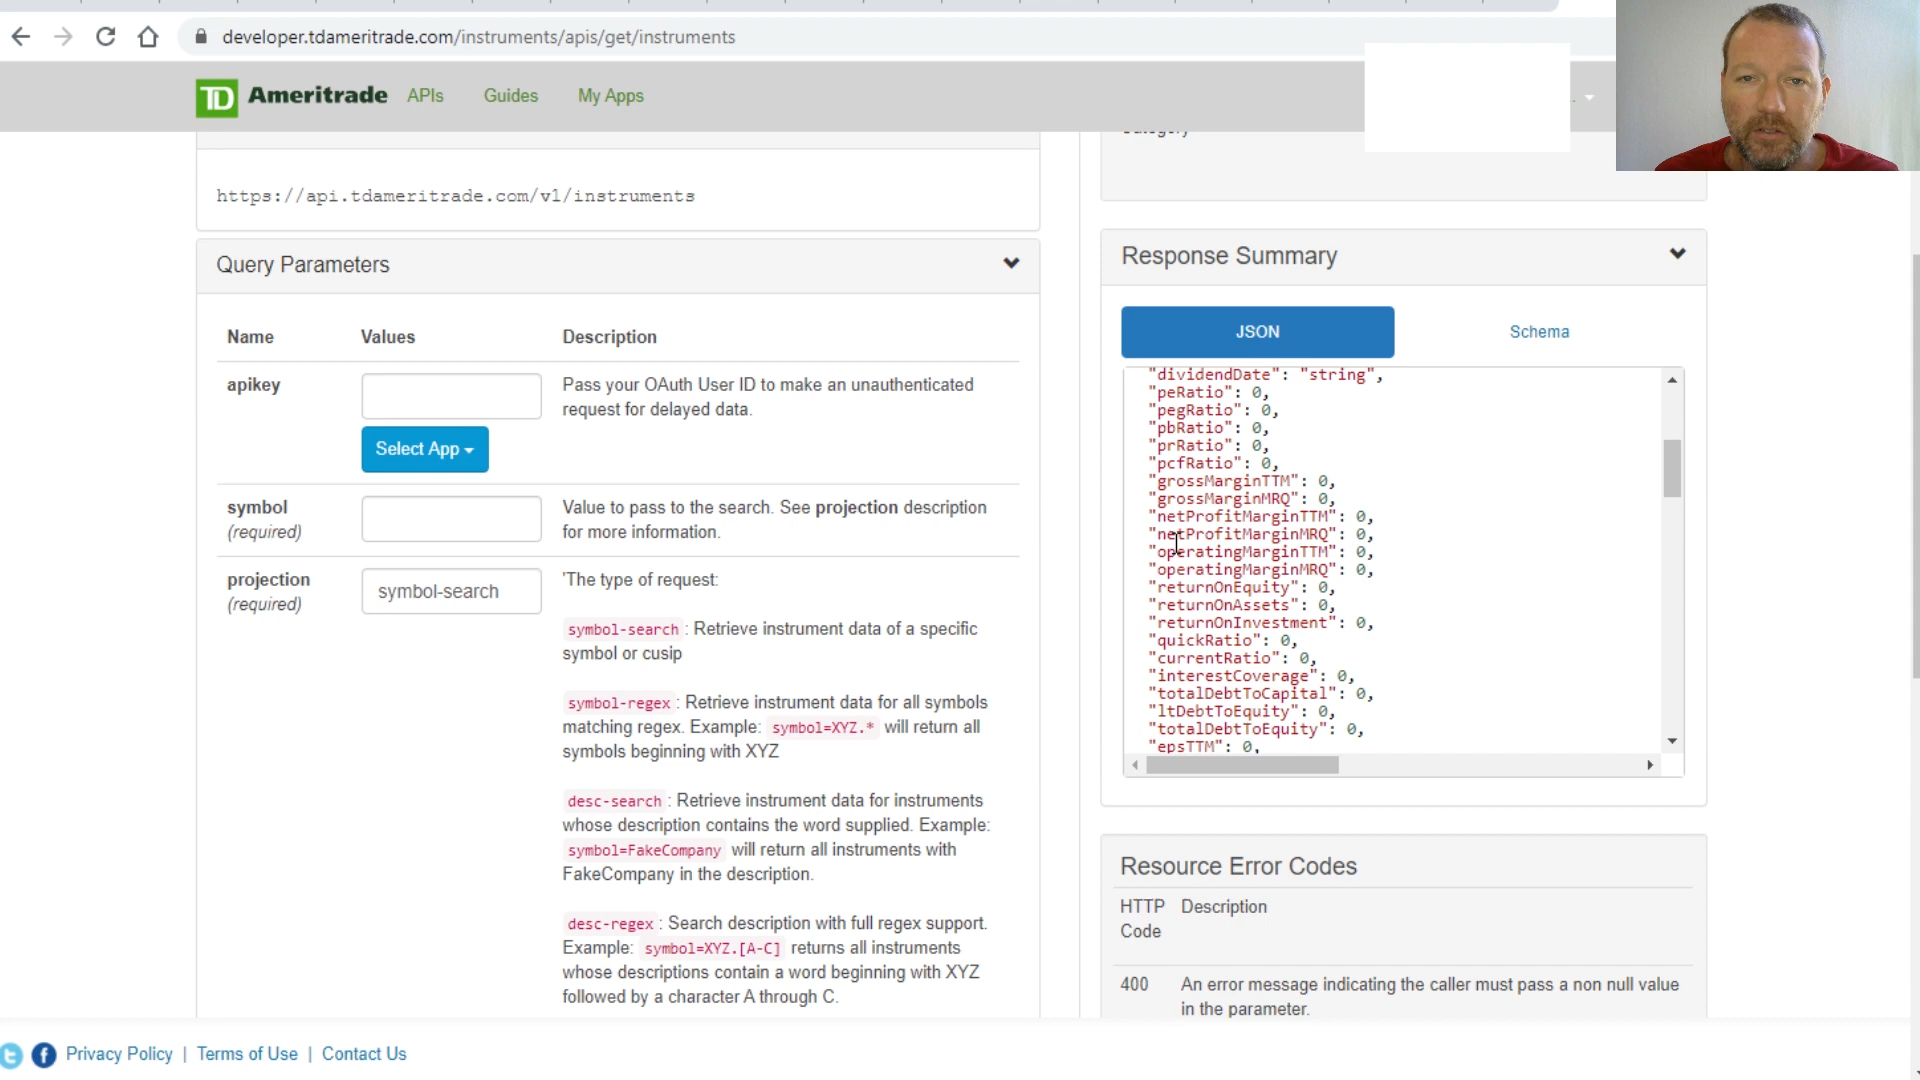 developer.tdameritrade.com/instruments/apis/get/instruments
TD Ameritrade APIs Guides My Apps
https://api.tdameritrade.com/v1/instruments
Query Parameters
Name Values Description
apikey
Select App
Pass your OAuth User ID to make an unauthenticated
request for delayed data.
symbol
(required)
Value to pass to the search. See projection description
for more information.
projection
(required)
symbol-search
'The type of request:
symbol-search : Retrieve instrument data of a specific
symbol or cusip
symbol-regex : Retrieve instrument data for all symbols
matching regex. Example: symbol=XYZ.* will return all
symbols beginning with XYZ
desc-search : Retrieve instrument data for instruments
whose description contains the word supplied. Example:
symbol=FakeCompany will return all instruments with
FakeCompany in the description.
desc-regex : Search description with full regex support.
Example: symbol=XYZ.[A-C] returns all instruments
whose descriptions contain a word beginning with XYZ
followed by a character A through C.
Category
Response Summary
JSON Schema
"dividendDate": "string",
"peRatio": 0,
"pegRatio": 0,
"pbRatio": 0,
"prRatio": 0,
"pcfRatio": 0,
"grossMarginTTM": 0,
"grossMarginMRQ": 0,
"netProfitMarginTTM": 0,
"netProfitMarginMRQ": 0,
"operatingMarginTTM": 0,
"operatingMarginMRQ": 0,
"returnOnEquity": 0,
"returnOnAssets": 0,
"returnOnInvestment": 0,
"quickRatio": 0,
"currentRatio": 0,
"interestCoverage": 0,
"totalDebtToCapital": 0,
"ltDebtToEquity": 0,
"totalDebtToEquity": 0,
"epsTTM": 0,
Resource Error Codes
HTTP Description
Code
400 An error message indicating the caller must pass a non null value
in the parameter.
Privacy Policy | Terms of Use | Contact Us